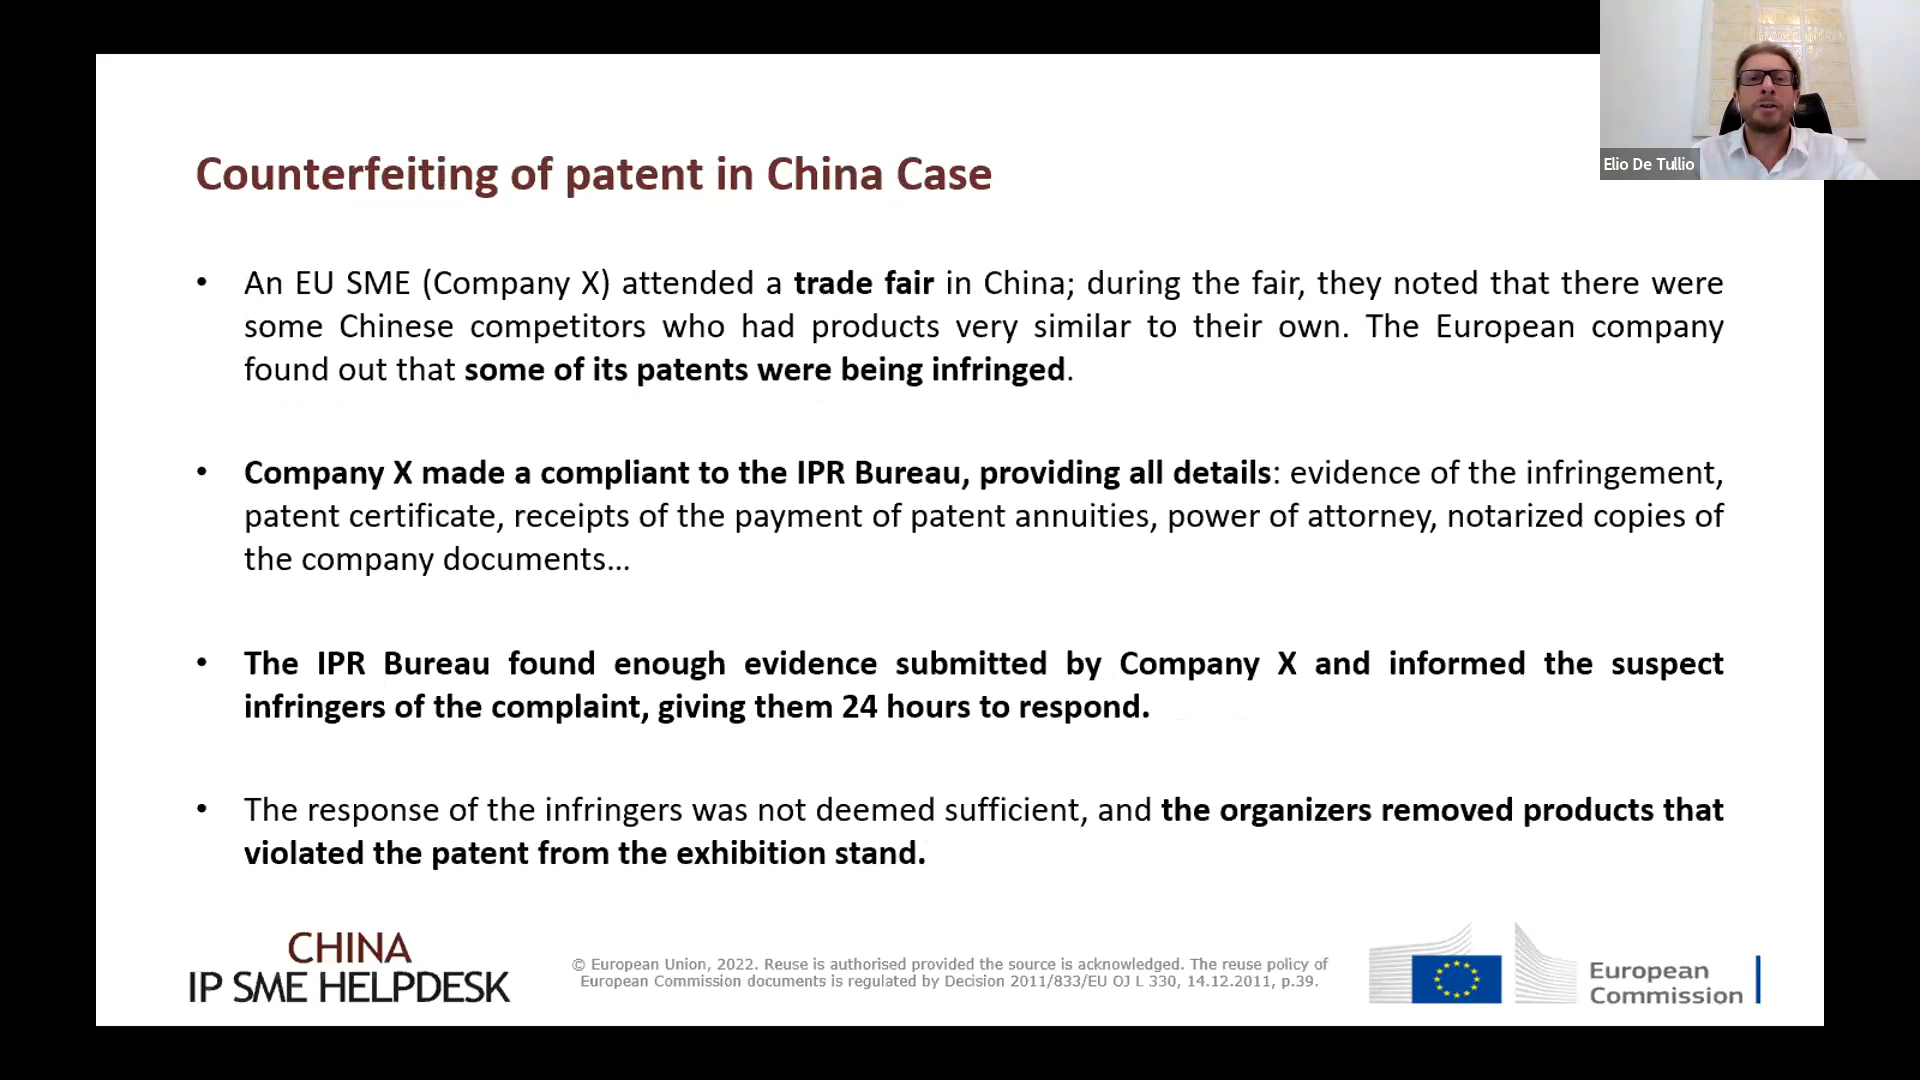 Elio De Tullio
Counterfeiting of patent in China Case
• An EU SME (Company X) attended a trade fair in China; during the fair, they noted that there were
some Chinese competitors who had products very similar to their own. The European company
found out that some of its patents were being infringed.
• Company X made a compliant to the IPR Bureau, providing all details: evidence of the infringement,
patent certificate, receipts of the payment of patent annuities, power of attorney, notarized copies of
the company documents…
• The IPR Bureau found enough evidence submitted by Company X and informed the suspect
infringers of the complaint, giving them 24 hours to respond.
• The response of the infringers was not deemed sufficient, and the organizers removed products that
violated the patent from the exhibition stand.
CHINA
IP SME HELPDESK
© European Union, 2022. Reuse is authorised provided the source is acknowledged. The reuse policy of
European Commission documents is regulated by Decision 2011/833/EU OJ L 330, 14.12.2011, p.39.
European
Commission